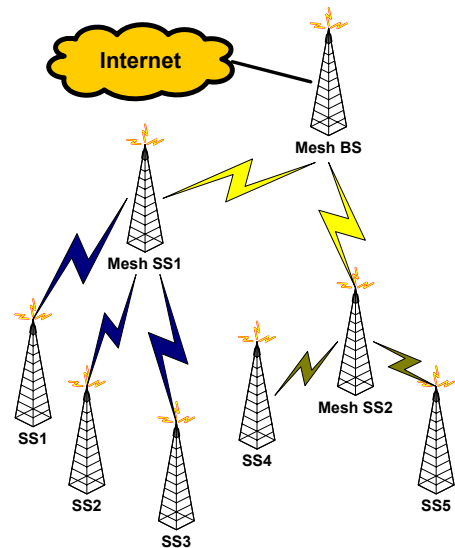 Internet
Mesh BS
Mesh SS1
Mesh SS2
SS1
SS4
SS2
SS5
SS3